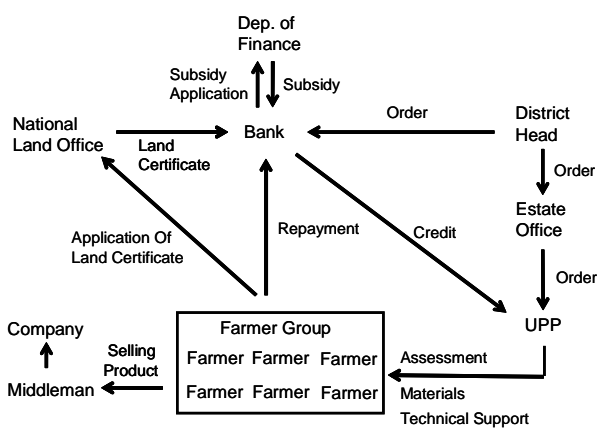 Dep. of
Finance
Subsidy
Application
Subsidy
National
Land Office
Land
Certificate
Bank
Order
District
Head
Order
Estate
Office
Application Of
Land Certificate
Repayment
Credit
Order
UPP
Company
Middleman
Selling
Product
Farmer Group
Farmer Farmer Farmer
Farmer Farmer Farmer
Assessment
Materials
Technical Support